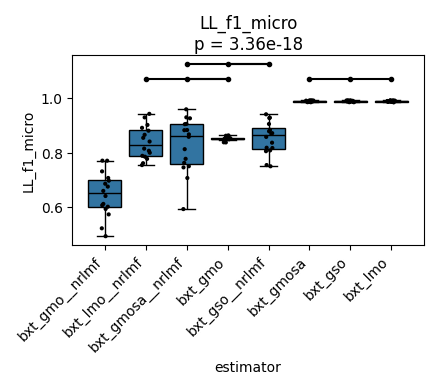 LL_f1_micro
p = 3.36e-18
LL_f1_micro
1.0
0.8
0.6
bxt_gmo__nrlmf
bxt_lmo__nrlmf
bxt_gmosa__nrlmf
bxt_gmo
bxt_gso__nrlmf
bxt_gmosa
bxt_gso
bxt_lmo
estimator